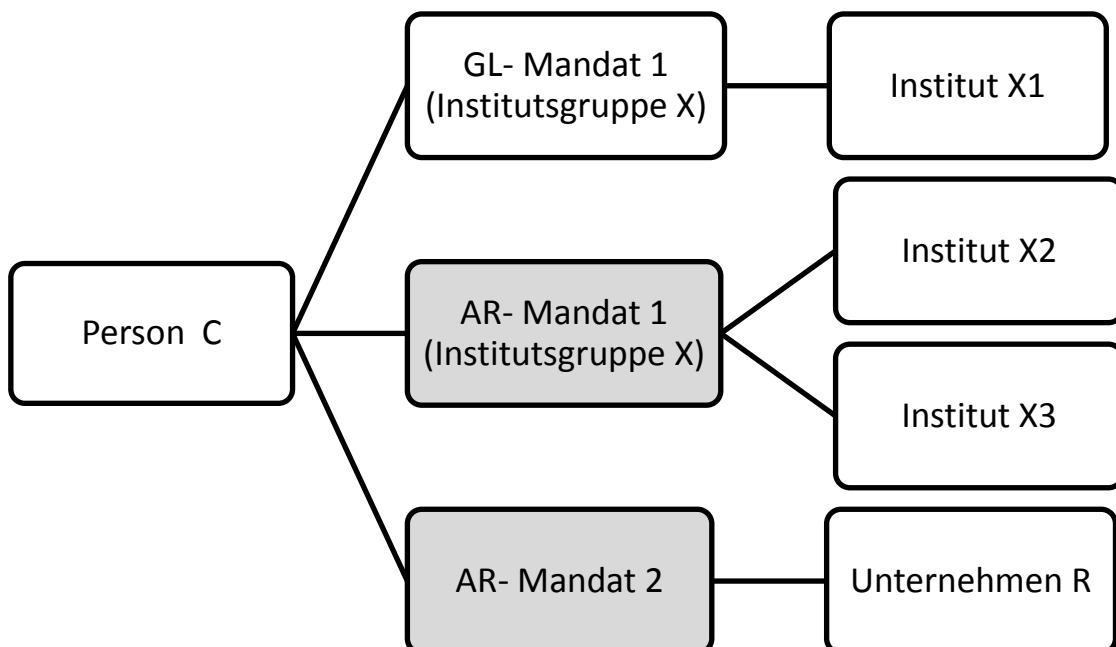 GL- Mandat 1
(Institutsgruppe X)
Institut X1
Institut X2
Person  C
AR- Mandat 1
(Institutsgruppe X)
Institut X3
AR- Mandat 2
Unternehmen R